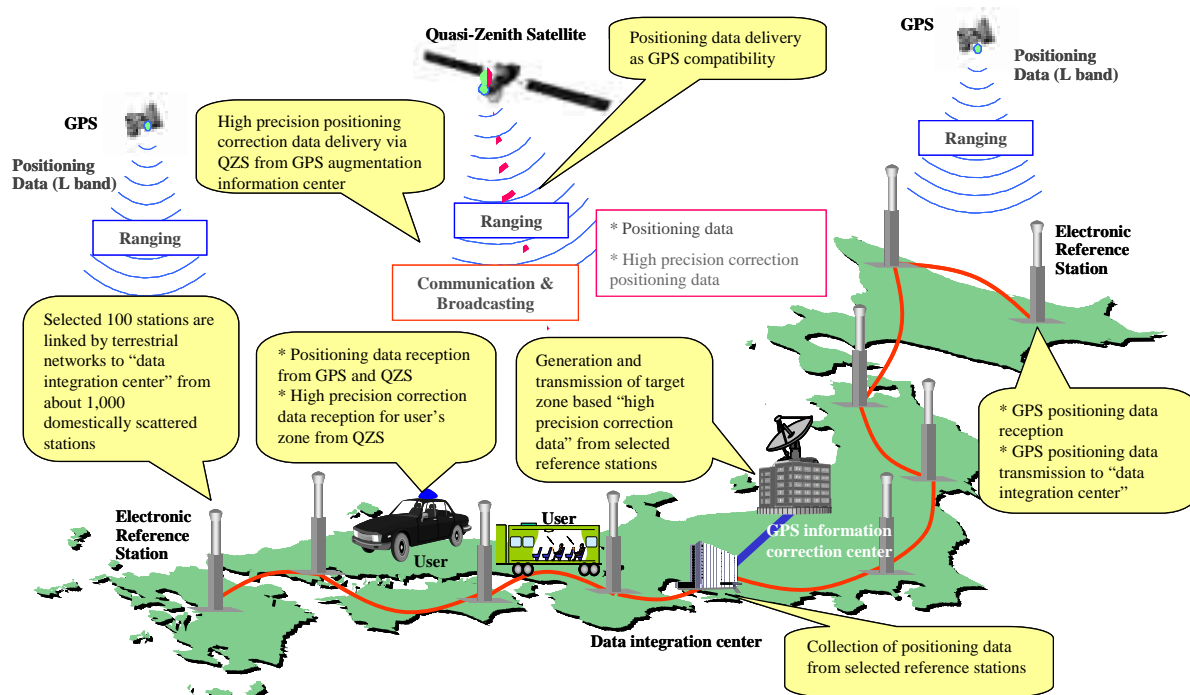 GPS
Quasi-Zenith Satellite
Positioning data delivery
as GPS compatibility
Positioning
Data (L band)
Ranging
GPS
Positioning
Data (L band)
Ranging
High precision positioning
correction data delivery via
QZS from GPS augmentation
information center
Ranging
Communication &
Broadcasting
* Positioning data
* High precision correction
positioning data
Electronic
Reference
Station
Selected 100 stations are
linked by terrestrial
networks to “data
integration center” from
about 1,000
domestically scattered
stations
* Positioning data reception
from GPS and QZS
* High precision correction
data reception for user’s
zone from QZS
Generation and
transmission of target
zone based “high
precision correction
data” from selected
reference stations
* GPS positioning data
reception
* GPS positioning data
transmission to “data
integration center”
Electronic
Reference
Station
User
User
GPS information
correction center
Data integration center
Collection of positioning data
from selected reference stations